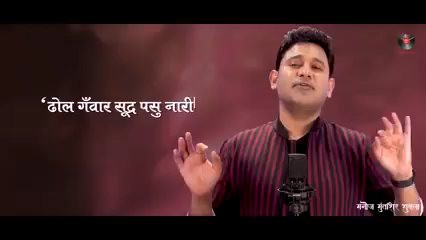 ‘ढोल गँवार सूद्र पसु नारी
मनोज मुंतशिर शुक्ला